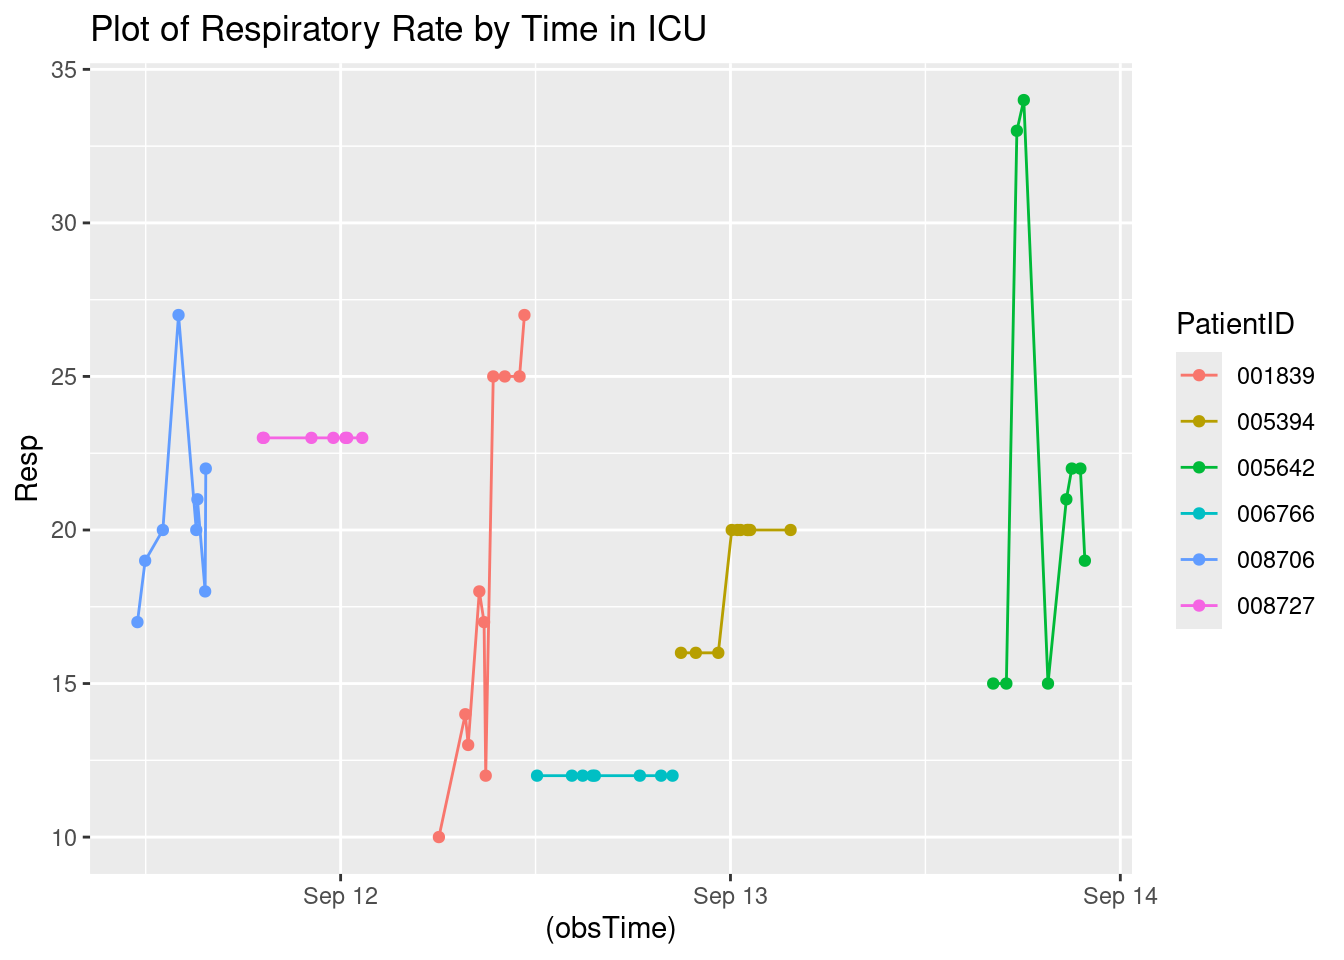 Plot of Respiratory Rate by Time in ICU
35
30
25
20
15
10
Resp
Sep 12
Sep 13
Sep 14
(obsTime)
PatientID
001839
005394
005642
006766
008706
008727